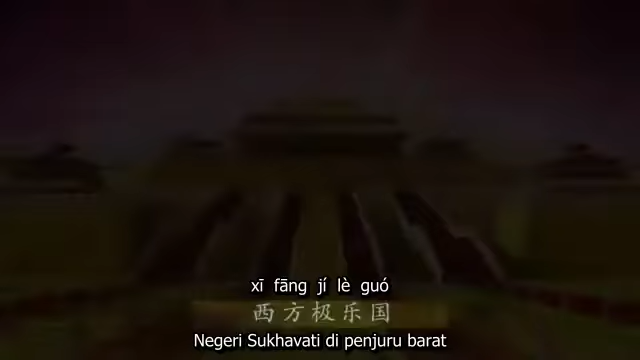 xī fāng jí lè guó
西方极乐国
Negeri Sukhavati di penjuru barat